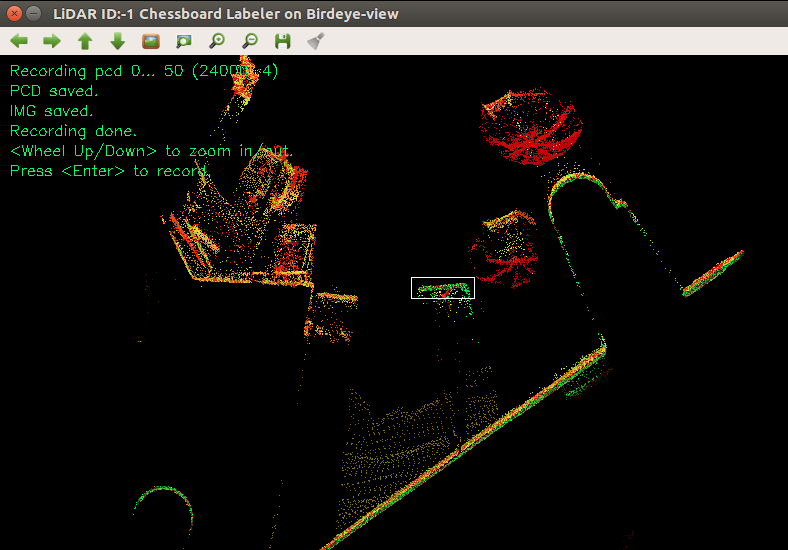 LiDAR ID:-1 Chessboard Labeler on Birdeye-view
Recording pcd 0... 50 (24000, 4)
PCD saved.
IMG saved.
Recording done.
<Wheel Up/Down> to zoom in/out.
Press <Enter> to record.